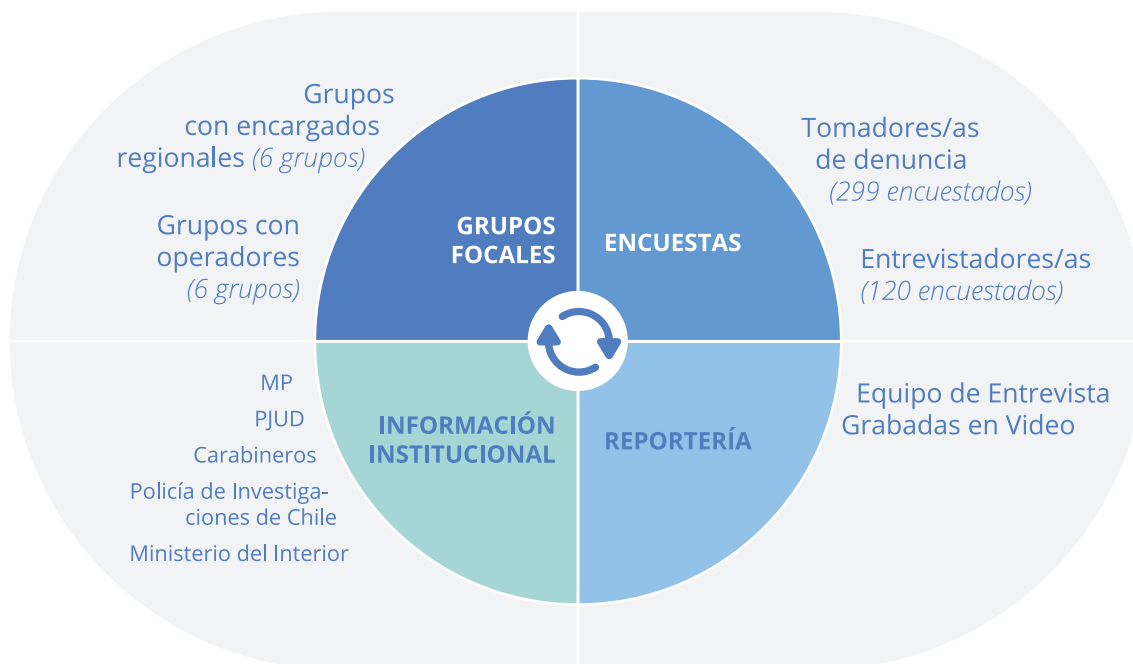 Grupos
con encargados
regionales (6 grupos)
Grupos con
operadores
(6 grupos)
GRUPOS
FOCALES
ENCUESTAS
Tomadores/as
de denuncia
(299 encuestados)
Entrevistadores/as
(120 encuestados)
MP
PJUD
Carabineros
Policía de Investiga-
ciones de Chile
Ministerio del Interior
INFORMACIÓN
INSTITUCIONAL
REPORTERÍA
Equipo de Entrevista
Grabadas en Video